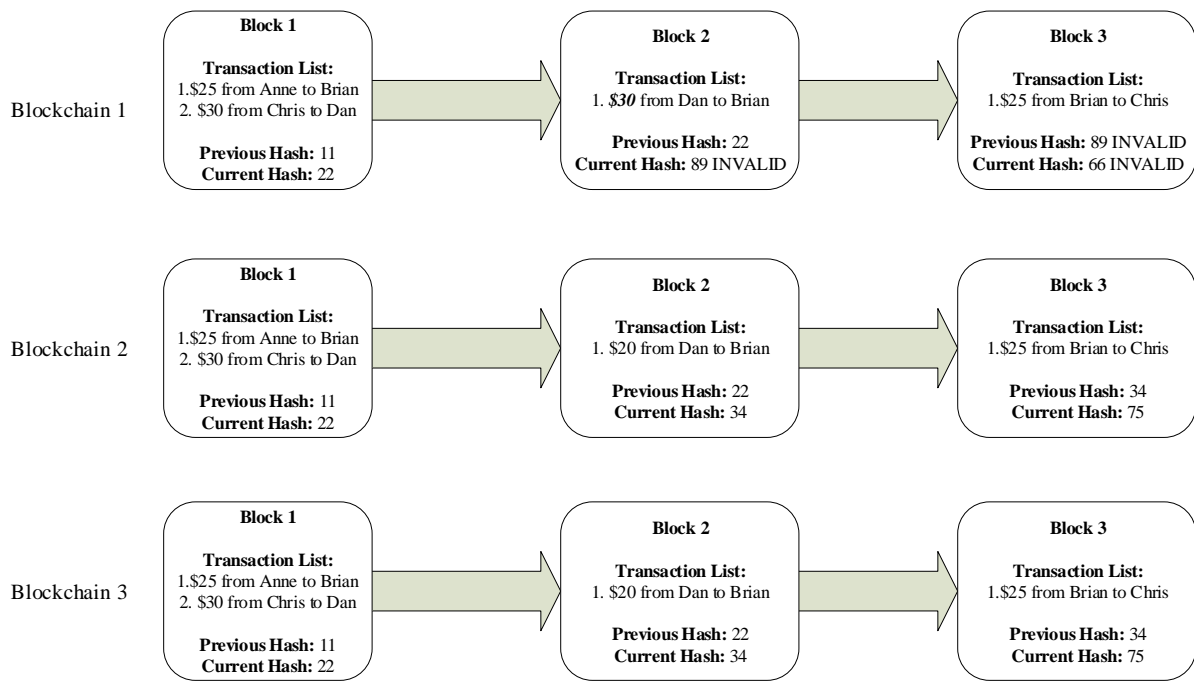 Blockchain 1
Block 1
Transaction List:
1.$25 from Anne to Brian
2. $30 from Chris to Dan
Previous Hash: 11
Current Hash: 22
Block 2
Transaction List:
1. $30 from Dan to Brian
Previous Hash: 22
Current Hash: 89 INVALID
Block 3
Transaction List:
1.$25 from Brian to Chris
Previous Hash: 89 INVALID
Current Hash: 66 INVALID
Blockchain 2
Block 1
Transaction List:
1.$25 from Anne to Brian
2. $30 from Chris to Dan
Previous Hash: 11
Current Hash: 22
Block 2
Transaction List:
1. $20 from Dan to Brian
Previous Hash: 22
Current Hash: 34
Block 3
Transaction List:
1.$25 from Brian to Chris
Previous Hash: 34
Current Hash: 75
Blockchain 3
Block 1
Transaction List:
1.$25 from Anne to Brian
2. $30 from Chris to Dan
Previous Hash: 11
Current Hash: 22
Block 2
Transaction List:
1. $20 from Dan to Brian
Previous Hash: 22
Current Hash: 34
Block 3
Transaction List:
1.$25 from Brian to Chris
Previous Hash: 34
Current Hash: 75